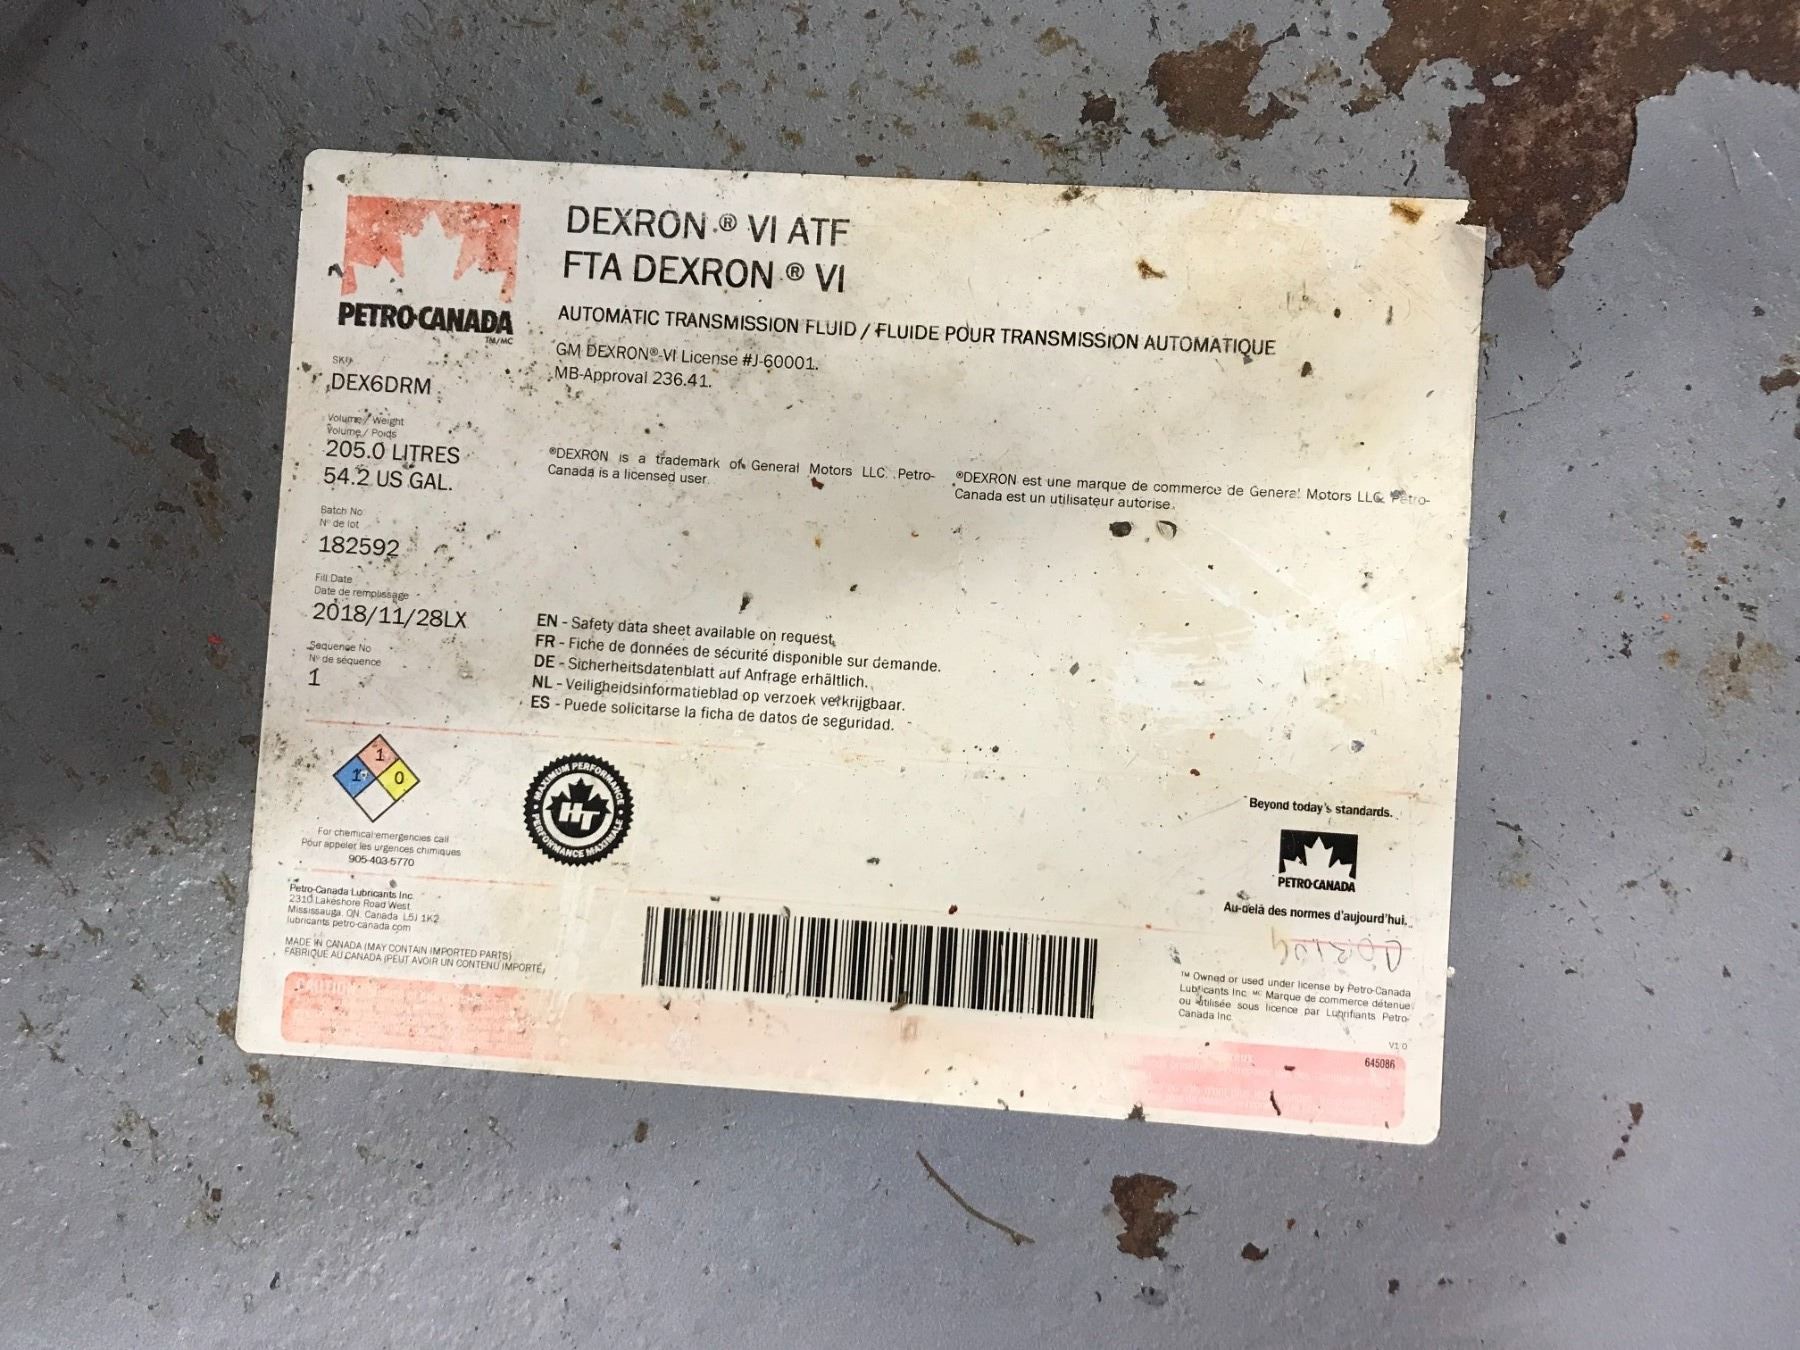 PETRO-CANADA
TM/MC
DEXRON® VI ATF
FTA DEXRON® VI
AUTOMATIC TRANSMISSION FLUID / FLUIDE POUR TRANSMISSION AUTOMATIQUE
GM DEXRON®-VI License #J-60001.
MB-Approval 236.41.
SKU
DEX6DRM
Volume / Weight
Volume / Poids
205.0 LITRES
54.2 US GAL.
Batch No
N° de lot
182592
Fill Date
Date de remplissage
2018/11/28LX
Sequence No
N° de séquence
1
®DEXRON is a trademark of General Motors LLC. Petro-
Canada is a licensed user.
®DEXRON est une marque de commerce de General Motors LLC. Petro-
Canada est un utilisateur autorise.
EN - Safety data sheet available on request.
FR - Fiche de données de sécurité disponible sur demande.
DE - Sicherheitsdatenblatt auf Anfrage erhältlich.
NL - Veiligheidsinformatieblad op verzoek verkrijgbaar.
ES - Puede solicitarse la ficha de datos de seguridad.
1
1 0
For chemical emergencies call
Pour appeler les urgences chimiques
905-403-5770
MAXIMUM PERFORMANCE
HT
PERFORMANCE MAXIMALE
Petro-Canada Lubricants Inc.
2310 Lakeshore Road West
Mississauga, ON, Canada L5J 1K2
lubricants.petro-canada.com
MADE IN CANADA (MAY CONTAIN IMPORTED PARTS)
FABRIQUE AU CANADA (PEUT AVOIR UN CONTENU IMPORTÉ)
CAUTION
Beyond today's standards.
PETRO-CANADA
Au-delà des normes d'aujourd'hui.
™ Owned or used under license by Petro-Canada
Lubricants Inc. MC Marque de commerce détenue
ou utilisée sous licence par Lubrifiants Petro-
Canada Inc.
V1.0
645086